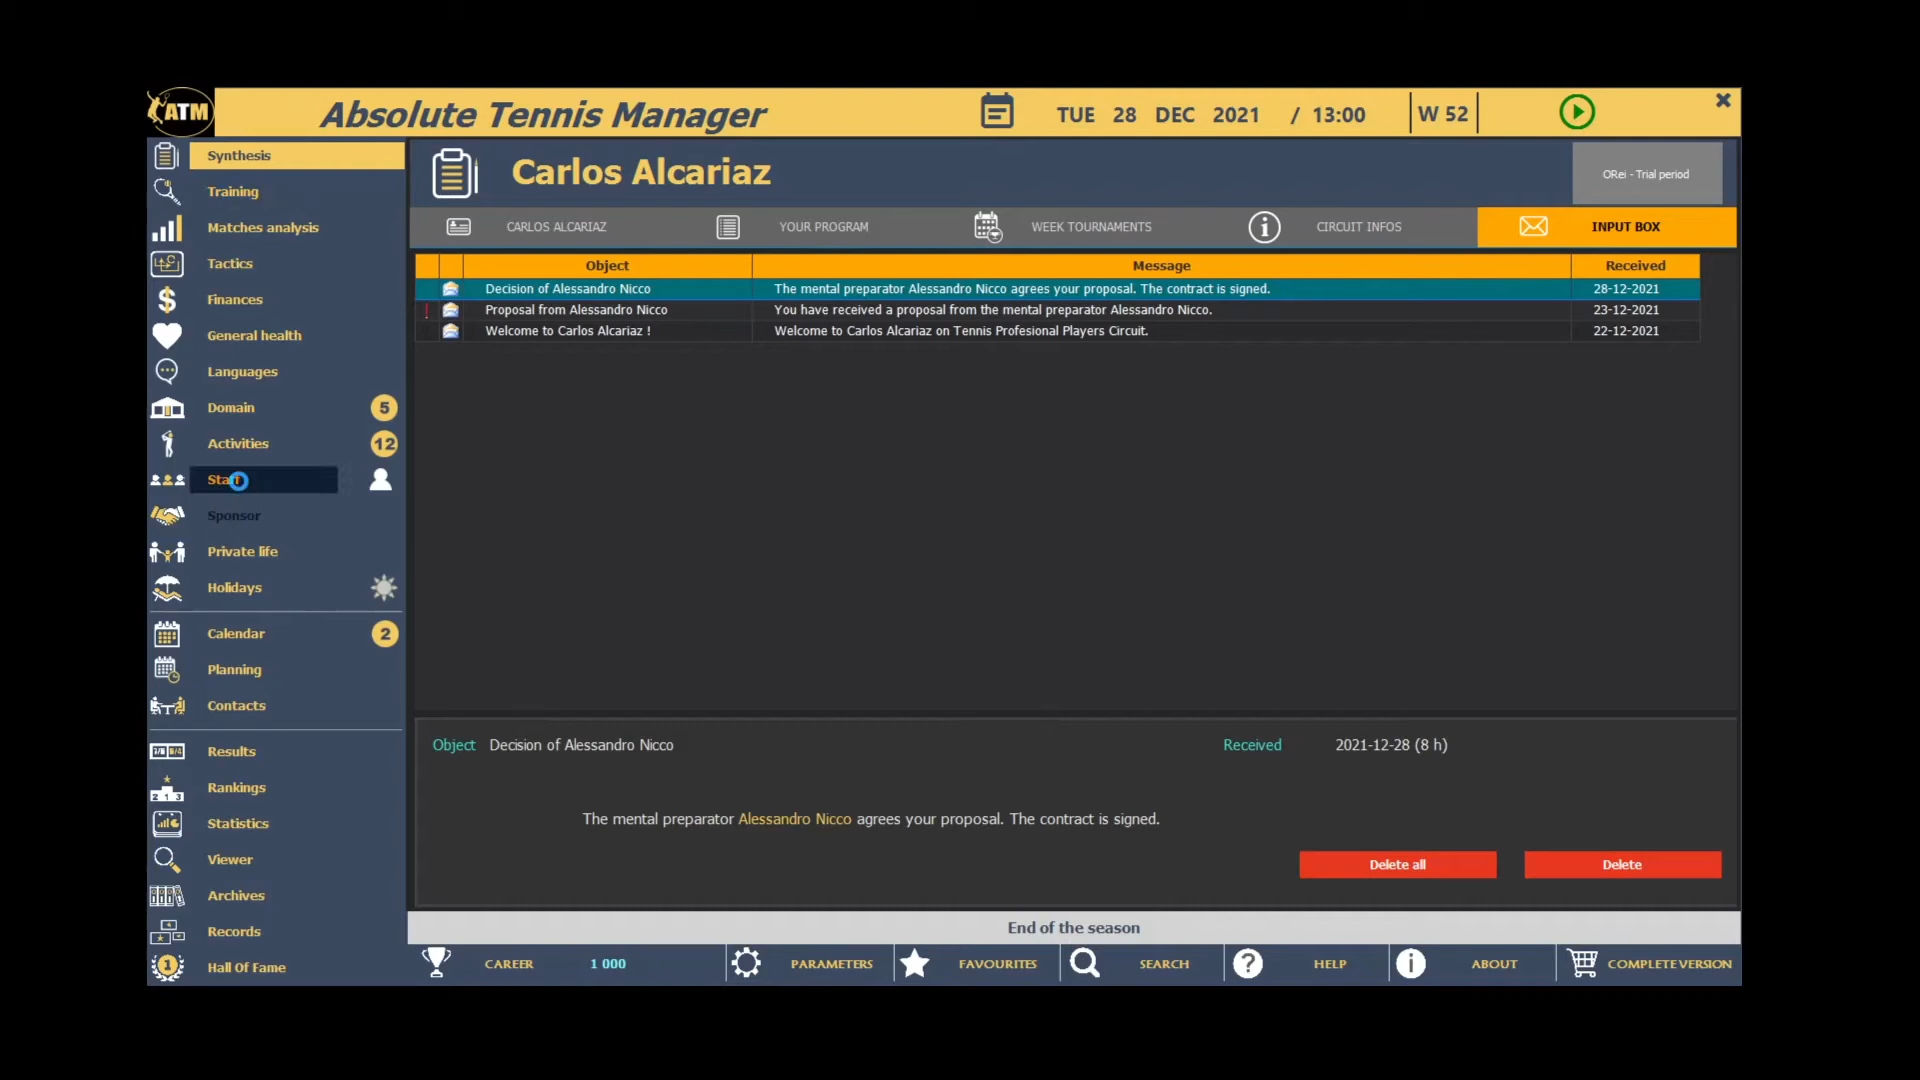 ATM
Absolute Tennis Manager
TUE 28 DEC 2021 / 13:00
W 52
Synthesis
Training
Matches analysis
Tactics
Finances
General health
Languages
Domain
5
Activities
12
Staff
Sponsor
Private life
Holidays
Calendar
2
Planning
Contacts
Results
Rankings
Statistics
Viewer
Archives
Records
Hall Of Fame
Carlos Alcariaz
ORei - Trial period
CARLOS ALCARIAZ
YOUR PROGRAM
WEEK TOURNAMENTS
CIRCUIT INFOS
INPUT BOX
Object Message Received
Decision of Alessandro Nicco The mental preparator Alessandro Nicco agrees your proposal. The contract is signed. 28-12-2021
! Proposal from Alessandro Nicco You have received a proposal from the mental preparator Alessandro Nicco. 23-12-2021
Welcome to Carlos Alcariaz ! Welcome to Carlos Alcariaz on Tennis Profesional Players Circuit. 22-12-2021
Object Decision of Alessandro Nicco Received 2021-12-28 (8 h)
The mental preparator Alessandro Nicco agrees your proposal. The contract is signed.
Delete all Delete
End of the season
CAREER 1 000 PARAMETERS FAVOURITES SEARCH HELP ABOUT COMPLETE VERSION